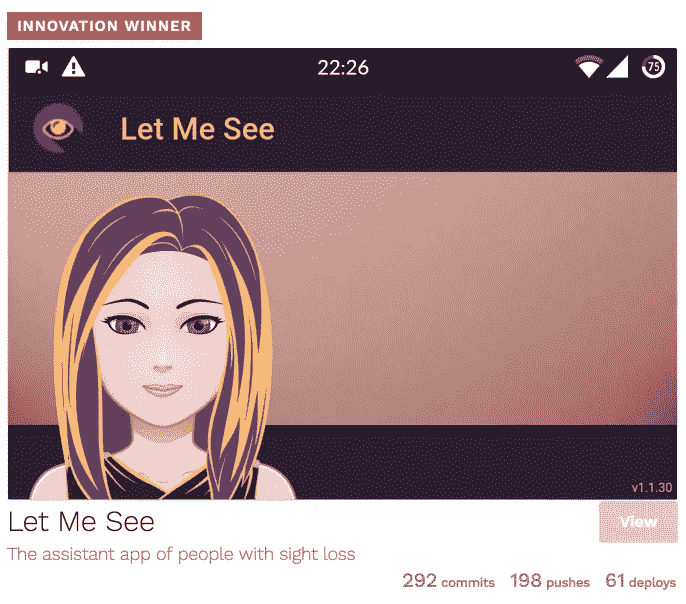 INNOVATION WINNER
22:26
75
Let Me See
v1.1.30
Let Me See
View
The assistant app of people with sight loss
292 commits 198 pushes 61 deploys